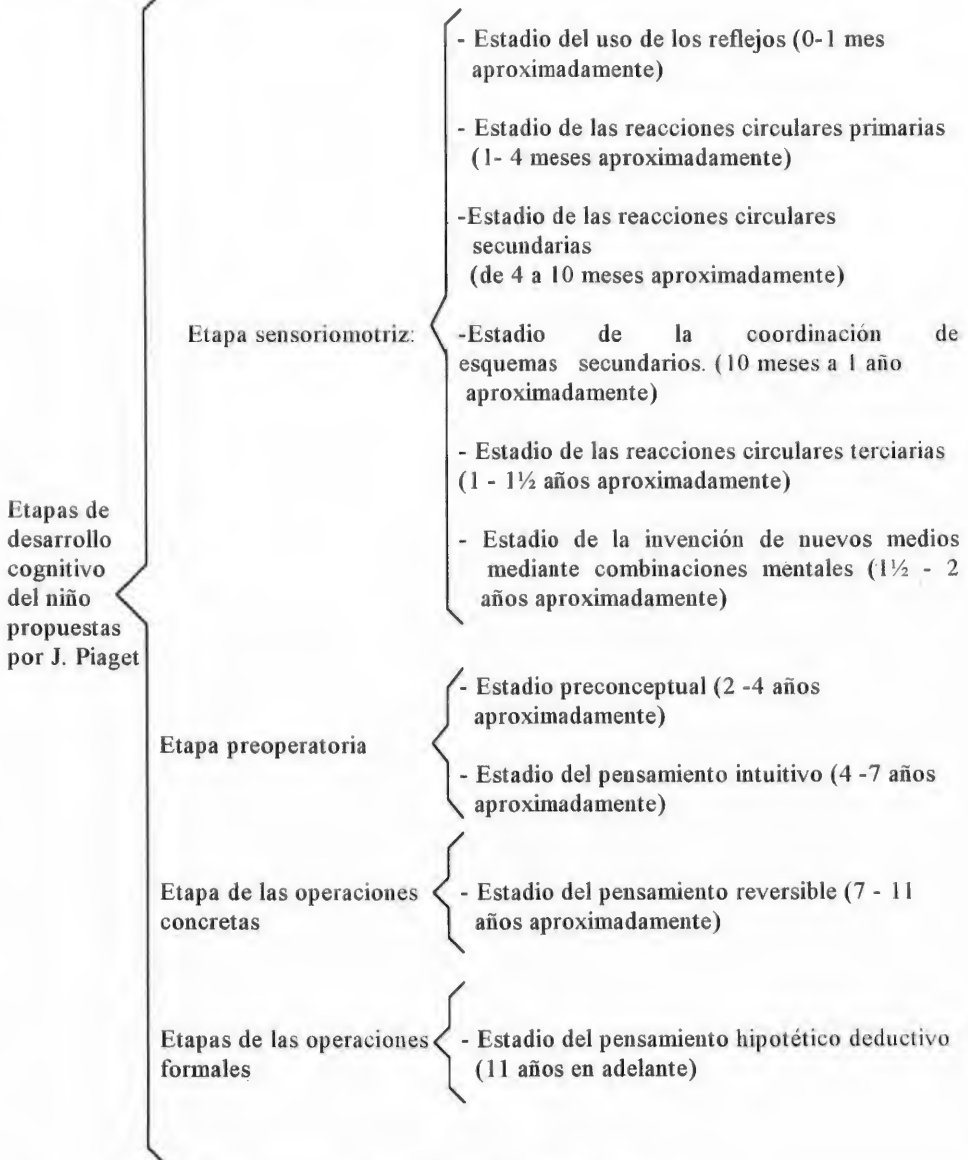 Etapas de
desarrollo
cognitivo
del niño
propuestas
por J. Piaget
Etapa sensoriomotriz:
- Estadio del uso de los reflejos (0-1 mes
aproximadamente)
- Estadio de las reacciones circulares primarias
(1- 4 meses aproximadamente)
-Estadio de las reacciones circulares
secundarias
(de 4 a 10 meses aproximadamente)
-Estadio de la coordinación de
esquemas secundarios. (10 meses a 1 año
aproximadamente)
- Estadio de las reacciones circulares terciarias
(1 - 1½ años aproximadamente)
- Estadio de la invención de nuevos medios
mediante combinaciones mentales (1½ - 2
años aproximadamente)
Etapa preoperatoria
- Estadio preconceptual (2 -4 años
aproximadamente)
- Estadio del pensamiento intuitivo (4 -7 años
aproximadamente)
Etapa de las operaciones
concretas
- Estadio del pensamiento reversible (7 - 11
años aproximadamente)
Etapas de las operaciones
formales
- Estadio del pensamiento hipotético deductivo
(11 años en adelante)